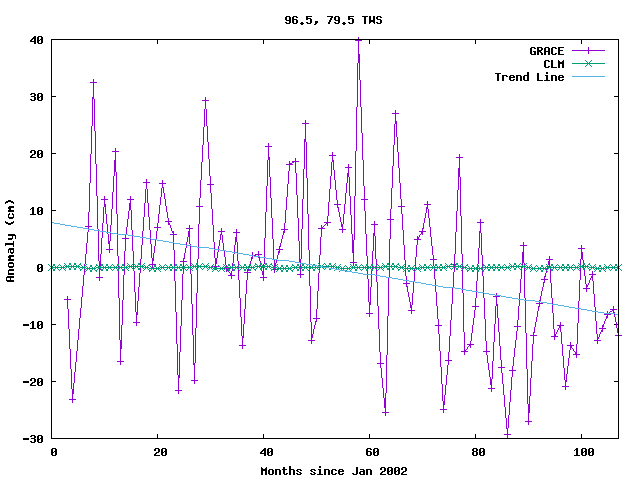 96.5, 79.5 TWS
GRACE
CLM
Trend Line
40
30
20
10
0
-10
-20
-30
Anomaly (cm)
0 20 40 60 80 100
Months since Jan 2002